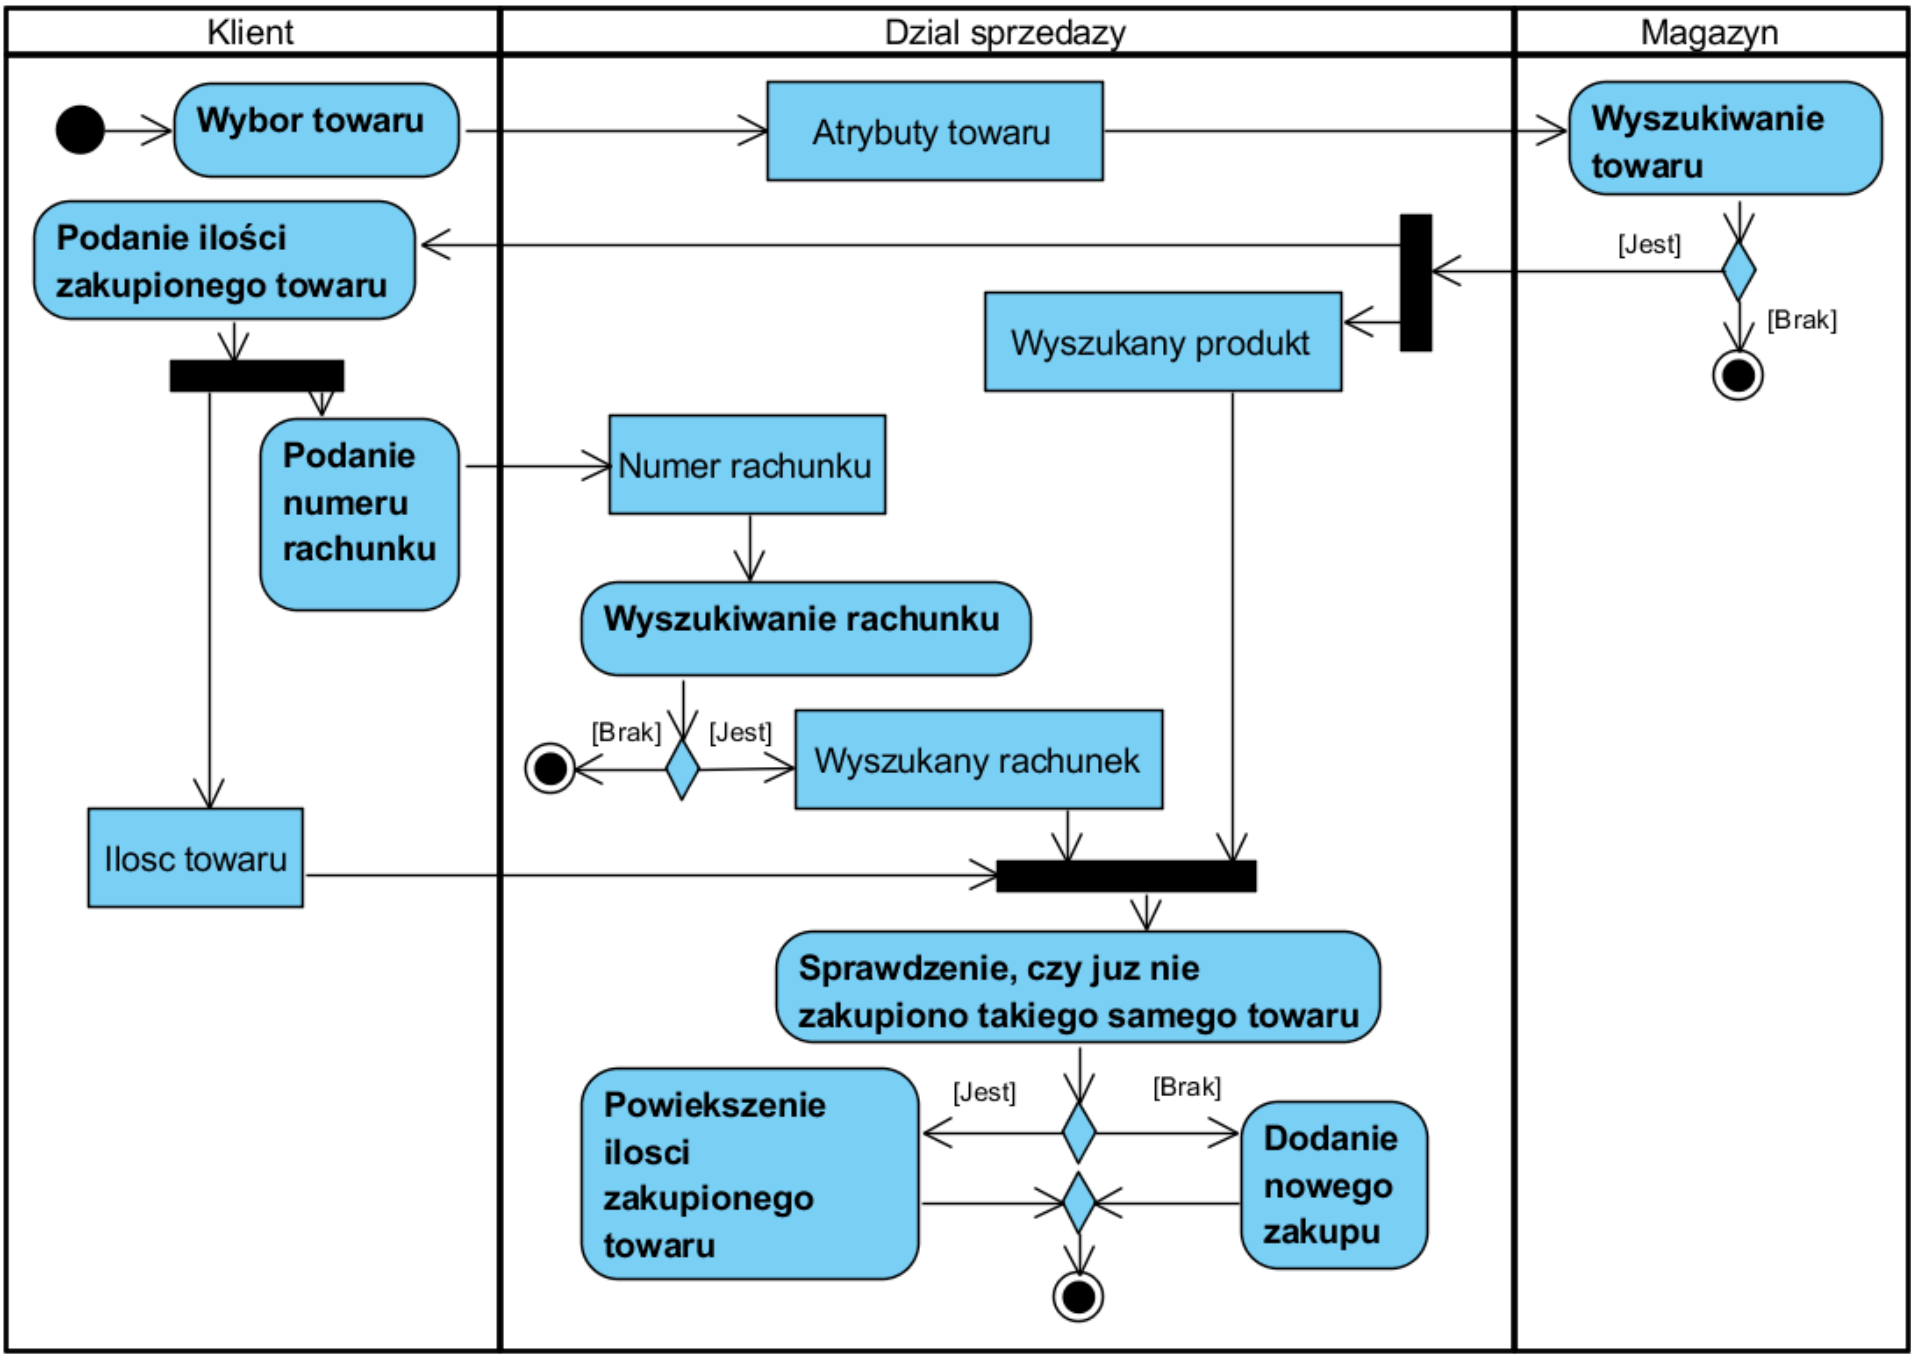 Klient
Dzial sprzedazy
Magazyn
Wybor towaru
Atrybuty towaru
Wyszukiwanie
towaru
Podanie ilości
zakupionego towaru
[Jest]
[Brak]
Wyszukany produkt
Podanie
numeru
rachunku
Numer rachunku
Wyszukiwanie rachunku
[Brak]
[Jest]
Wyszukany rachunek
Ilosc towaru
Sprawdzenie, czy juz nie
zakupiono takiego samego towaru
[Jest]
[Brak]
Powiekszenie
ilosci
zakupionego
towaru
Dodanie
nowego
zakupu